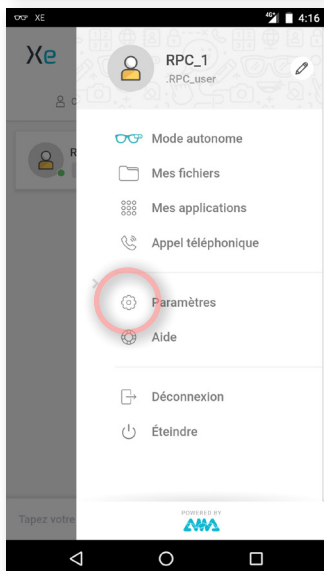 XE 4G 4:16
Xe
RPC_1
.RPC_user
R
Mode autonome
Mes fichiers
Mes applications
Appel téléphonique
Paramètres
Aide
Déconnexion
Éteindre
Tapez votre
POWERED BY
AMA